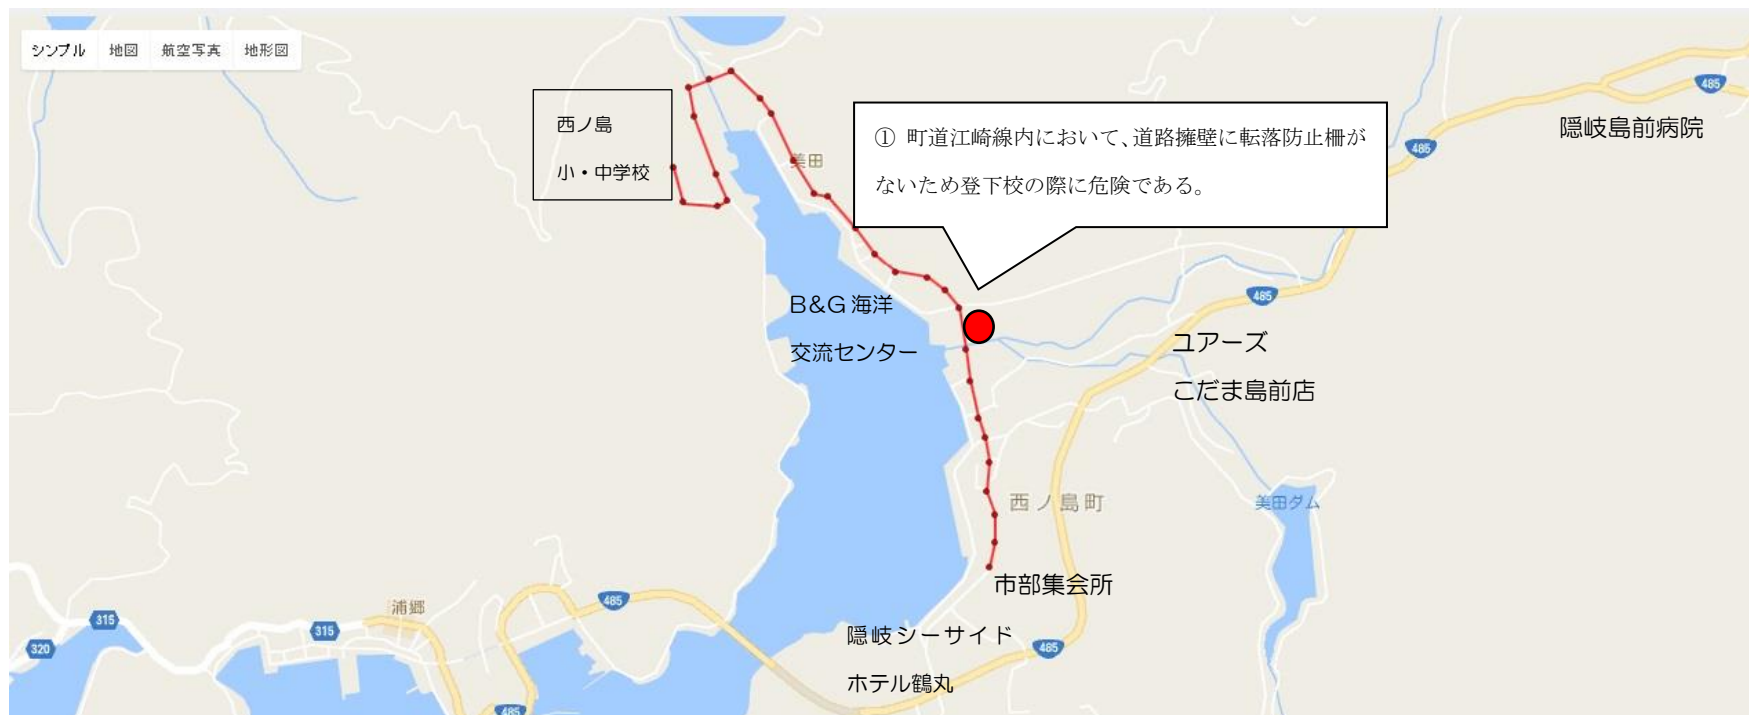 シンプル 地図 航空写真 地形図
485
隠岐島前病院
485
西ノ島
小・中学校
美田
① 町道江崎線内において、道路擁壁に転落防止柵が
ないため登下校の際に危険である。
485
B&G海洋
交流センター
ユアーズ
こだま島前店
西ノ島町
美田ダム
市部集会所
浦郷
485
315
315
320
隠岐シーサイド
ホテル鶴丸
485
485